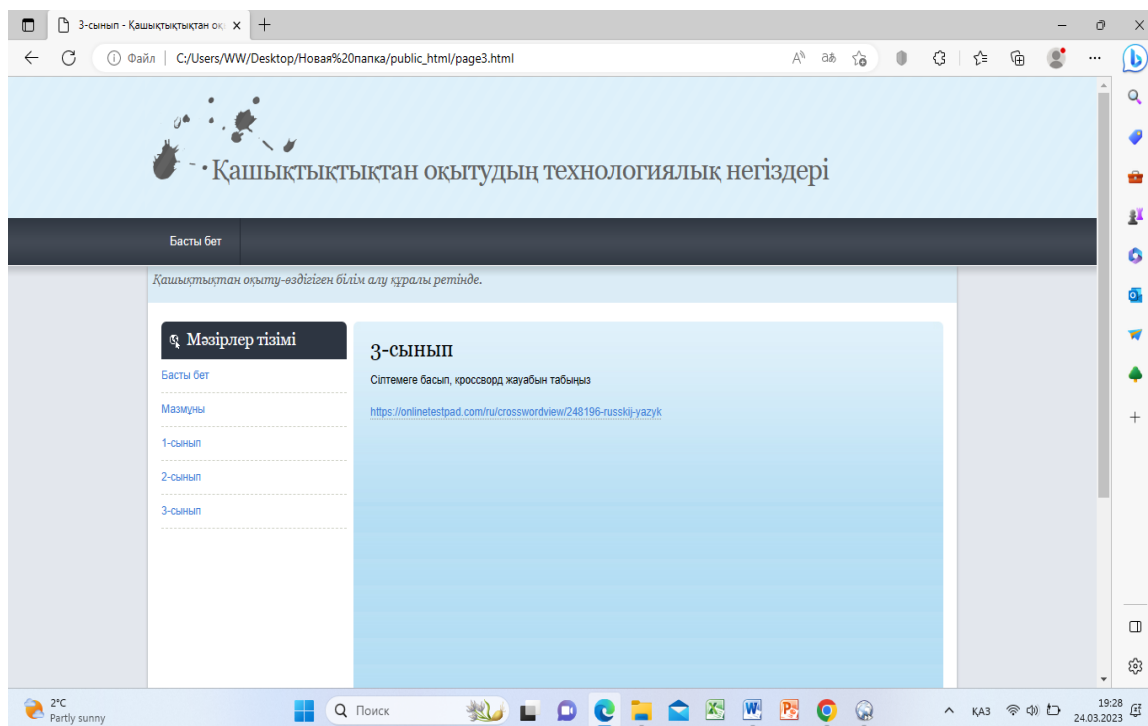 3-сынып - Қашықтықтықтан оқ
Файл | C:/Users/WW/Desktop/Новая%20папка/public_html/page3.html
Қашықтықтықтан оқытудың технологиялық негіздері
Басты бет
Қашықтықтан оқыту-өздігіген білім алу құралы ретінде.
Мәзірлер тізімі
Басты бет
Мазмұны
1-сынып
2-сынып
3-сынып
3-сынып
Сілтемеге басып, кроссворд жауабын табыңыз
https://onlinetestpad.com/ru/crosswordview/248196-russkij-yazyk
2°C
Partly sunny
Поиск
ҚАЗ
19:28
24.03.2023